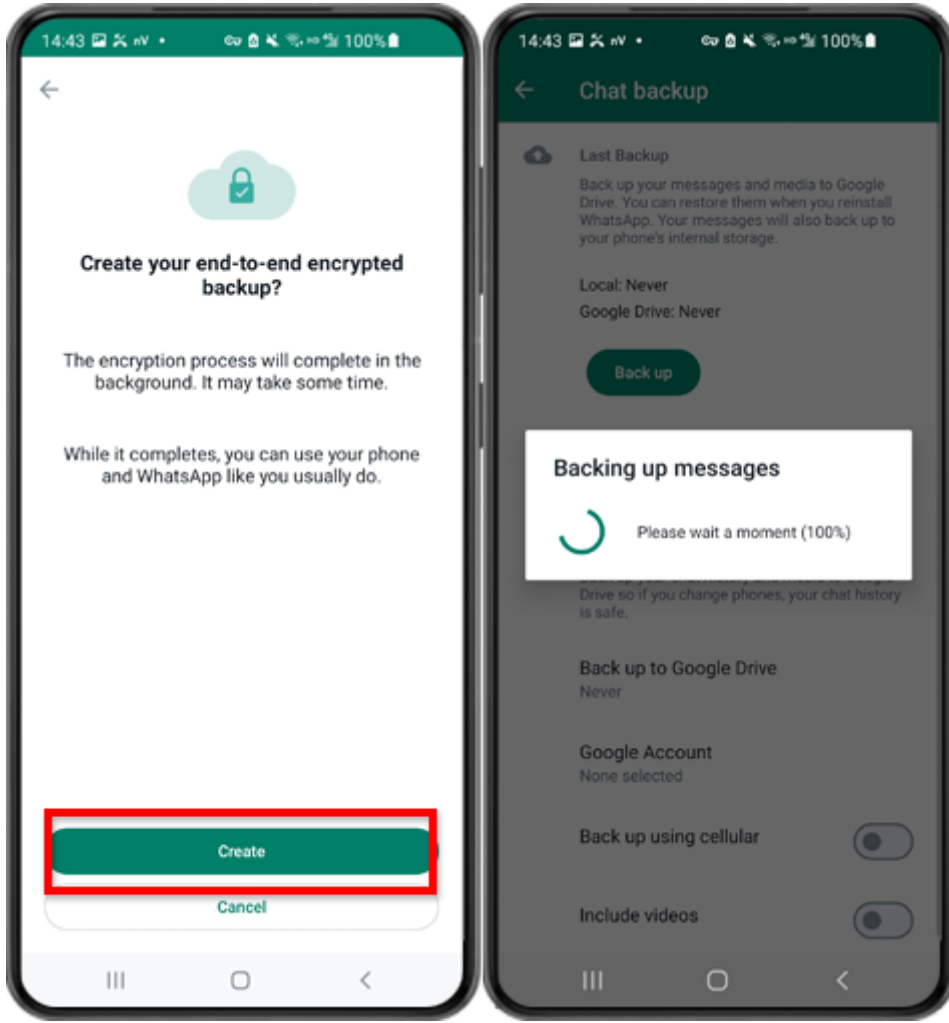 14:43
100%
Create your end-to-end encrypted
backup?
The encryption process will complete in the
background. It may take some time.
While it completes, you can use your phone
and WhatsApp like you usually do.
Create
Cancel
14:43
100%
Chat backup
Last Backup
Back up your messages and media to Google
Drive. You can restore them when you reinstall
WhatsApp. Your messages will also back up to
your phone's internal storage.
Local: Never
Google Drive: Never
Back up
Backing up messages
Please wait a moment (100%)
Drive so if you change phones, your chat history
is safe.
Back up to Google Drive
Never
Google Account
None selected
Back up using cellular
Include videos